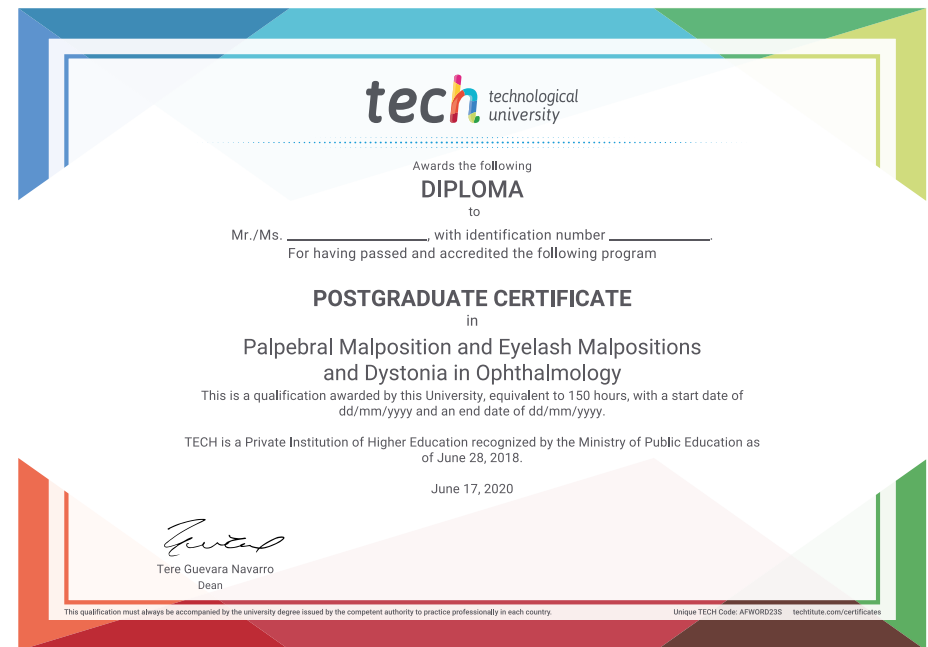 tech technological
university
Awards the following
DIPLOMA
to
Mr./Ms. ____________________, with identification number ______________.
For having passed and accredited the following program
POSTGRADUATE CERTIFICATE
in
Palpebral Malposition and Eyelash Malpositions
and Dystonia in Ophthalmology
This is a qualification awarded by this University, equivalent to 150 hours, with a start date of
dd/mm/yyyy and an end date of dd/mm/yyyy.
TECH is a Private Institution of Higher Education recognized by the Ministry of Public Education as
of June 28, 2018.
June 17, 2020
Tere Guevara Navarro
Dean
This qualification must always be accompanied by the university degree issued by the competent authority to practice professionally in each country.
Unique TECH Code: AFWORD23S techtitute.com/certificates